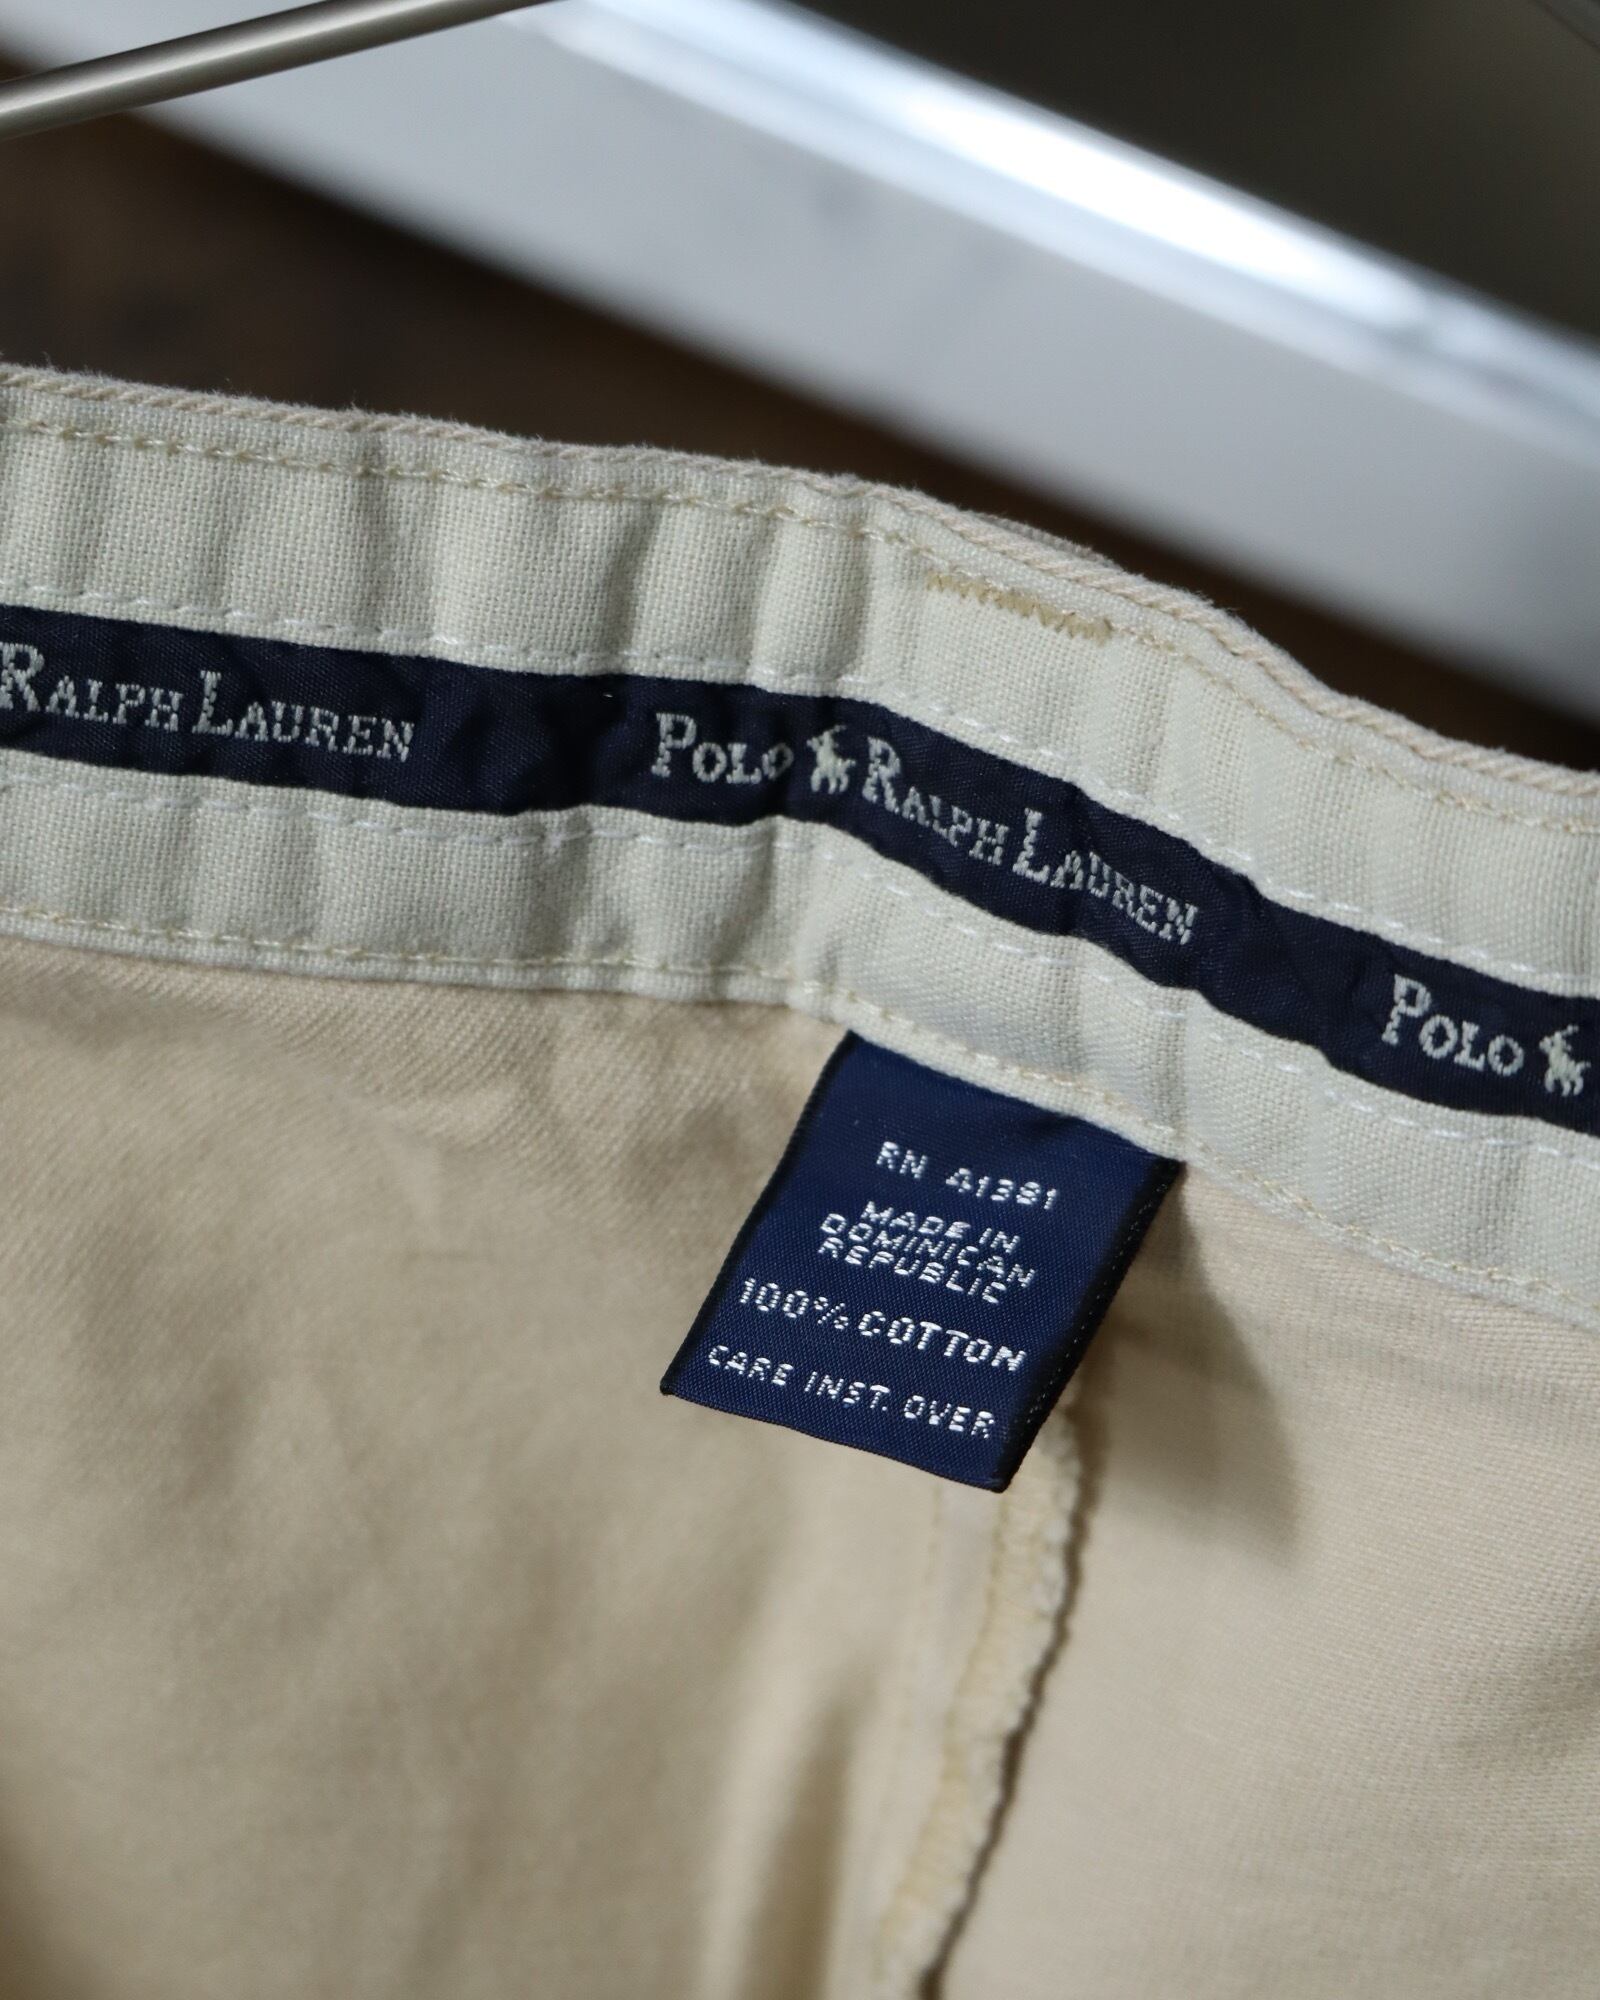 RALPH LAUREN
POLO RALPH LAUREN
POLO
RN 41381
MADE IN
DOMINICAN
REPUBLIC
100% COTTON
CARE INST. OVER